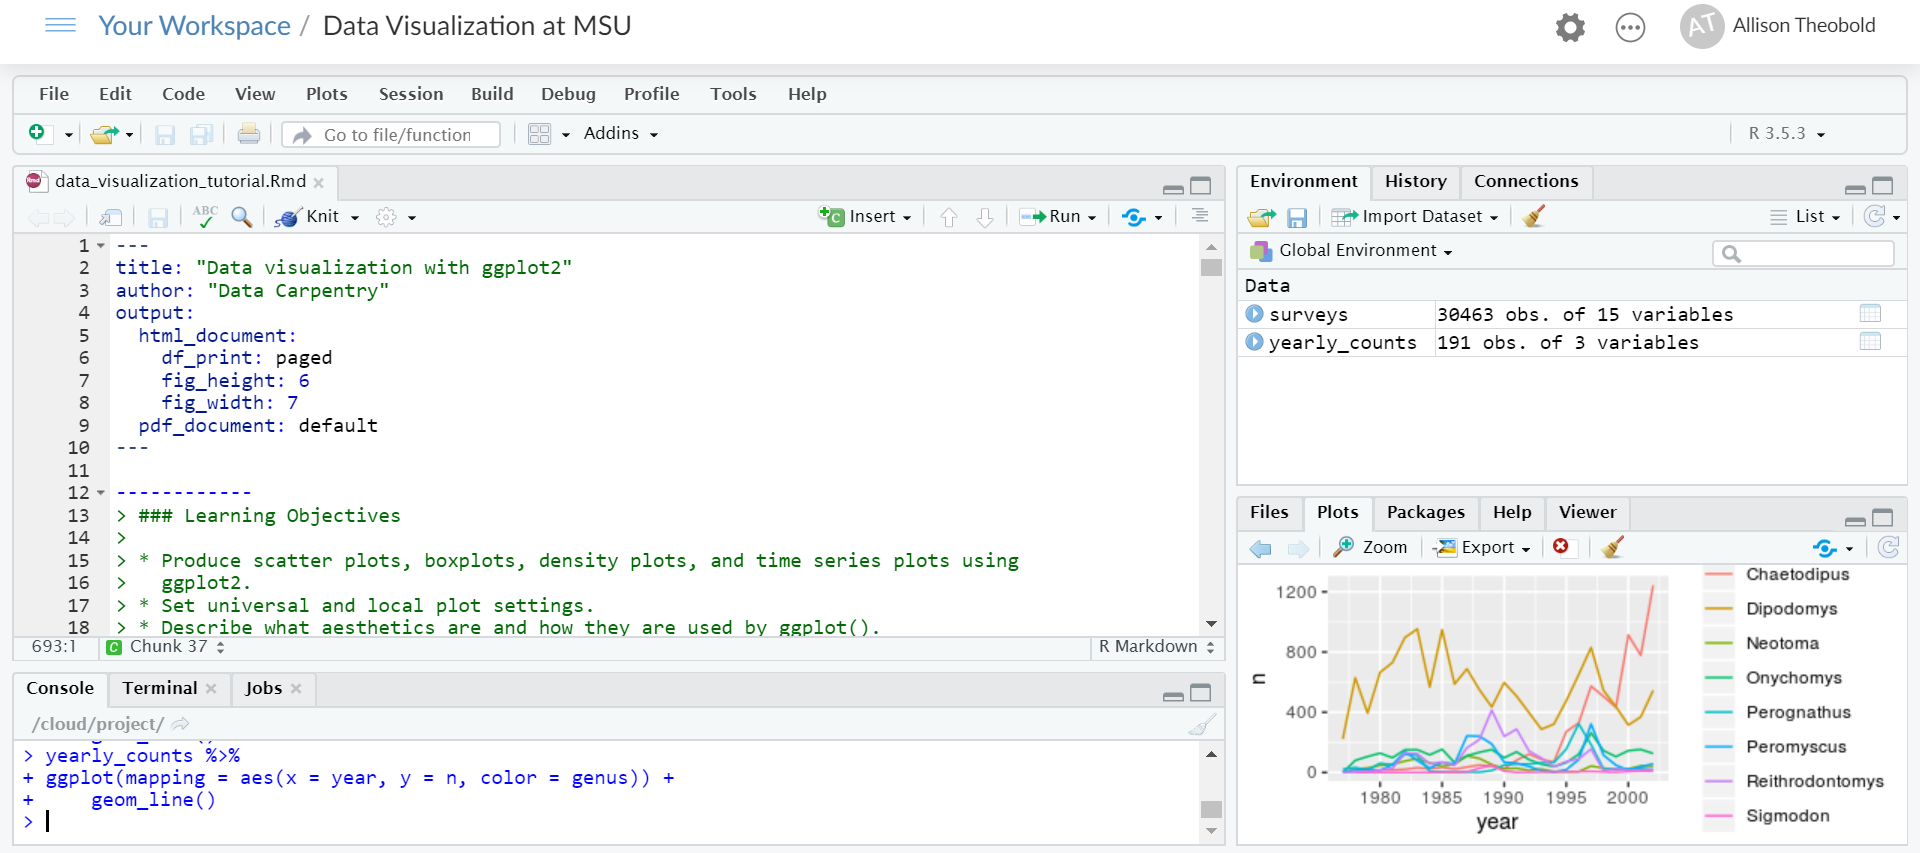 Your Workspace / Data Visualization at MSU
AT Allison Theobold
File Edit Code View Plots Session Build Debug Profile Tools Help
Go to file/function Addins R 3.5.3
data_visualization_tutorial.Rmd
ABC Knit Insert Run
1 ---
2 title: "Data visualization with ggplot2"
3 author: "Data Carpentry"
4 output:
5 html_document:
6 df_print: paged
7 fig_height: 6
8 fig_width: 7
9 pdf_document: default
10 ---
11
12 ------------
13 > ### Learning Objectives
14 >
15 > * Produce scatter plots, boxplots, density plots, and time series plots using
16 > ggplot2.
17 > * Set universal and local plot settings.
18 > * Describe what aesthetics are and how they are used by ggplot().
693:1 C Chunk 37 R Markdown
Console Terminal Jobs
/cloud/project/
> yearly_counts %>%
+ ggplot(mapping = aes(x = year, y = n, color = genus)) +
+ geom_line()
>
Environment History Connections
Import Dataset List
Global Environment
Data
surveys 30463 obs. of 15 variables
yearly_counts 191 obs. of 3 variables
Files Plots Packages Help Viewer
Zoom Export
1200
800
400
0
n
1980 1985 1990 1995 2000
year
Chaetodipus
Dipodomys
Neotoma
Onychomys
Perognathus
Peromyscus
Reithrodontomys
Sigmodon